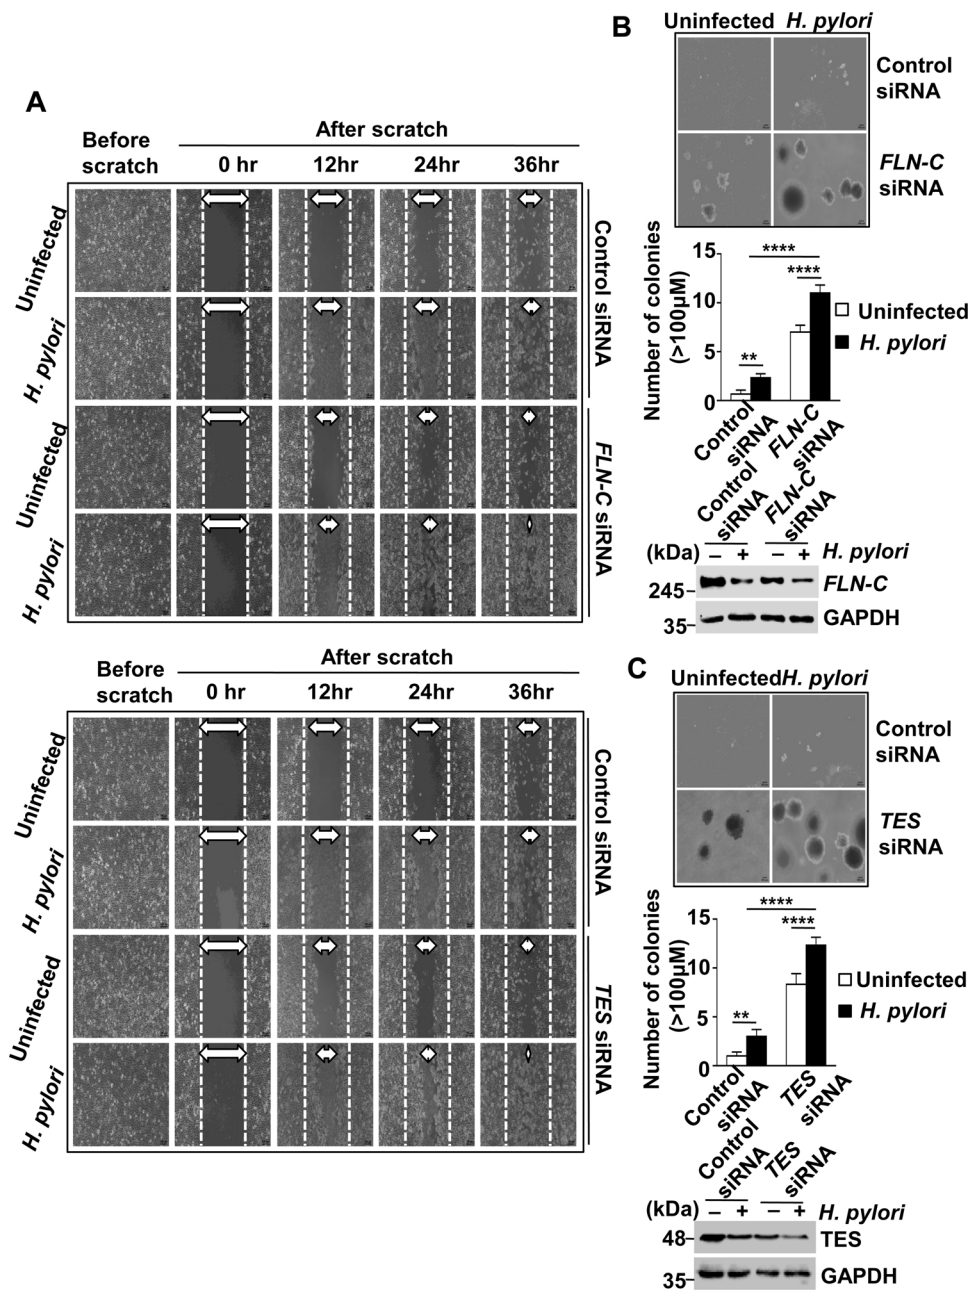 A
Before
scratch
After scratch
0 hr
12hr
24hr
36hr
Uninfected
H. pylori
Uninfected
H. pylori
Control siRNA
FLN-C siRNA
Before
scratch
After scratch
0 hr
12hr
24hr
36hr
Uninfected
H. pylori
Uninfected
H. pylori
Control siRNA
TES siRNA
B
Uninfected H. pylori
Control
siRNA
FLN-C
siRNA
Number of colonies
(>100µM)
15
10
5
0
**
****
****
Uninfected
H. pylori
Control
siRNA
FLN-C
siRNA
Control
siRNA
FLN-C
siRNA
(kDa)
– + – + H. pylori
245
FLN-C
35
GAPDH
C
UninfectedH. pylori
Control
siRNA
TES
siRNA
Number of colonies
(>100µM)
15
10
5
0
**
****
****
Uninfected
H. pylori
Control
siRNA
TES
siRNA
Control
siRNA
TES
siRNA
(kDa)
– + – + H. pylori
48
TES
35
GAPDH